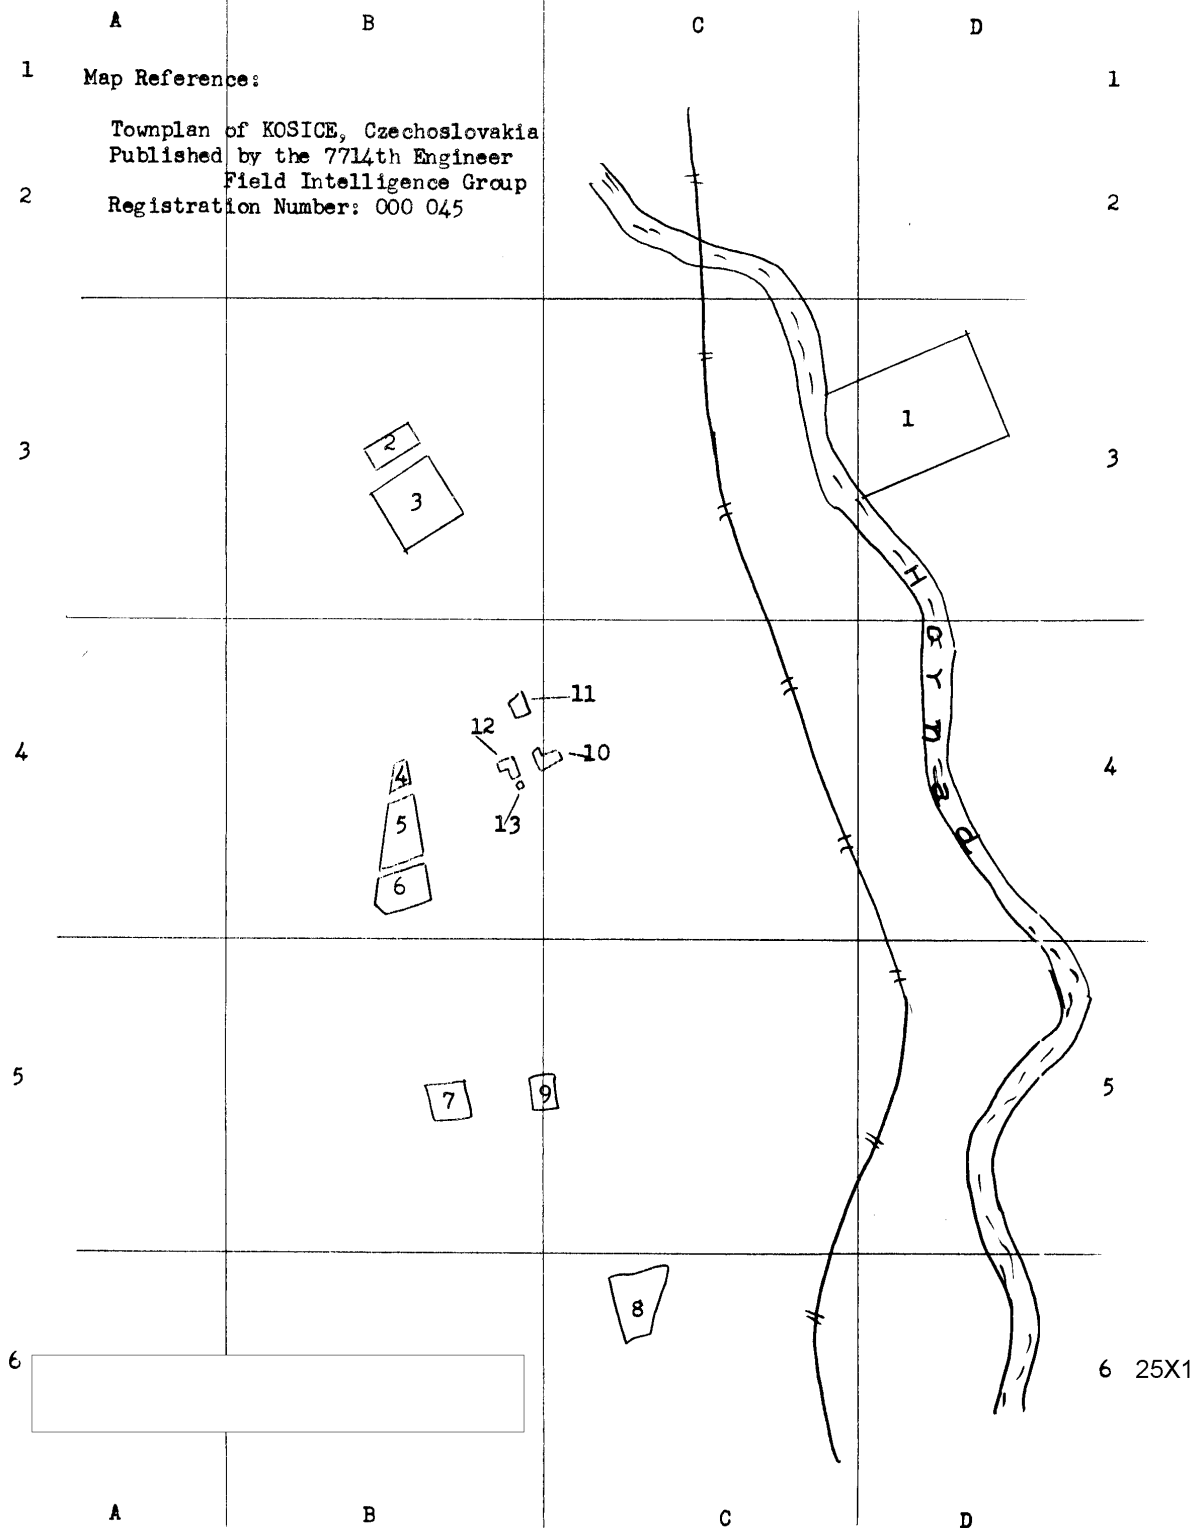 A B C D
1 Map Reference: 1
Townplan of KOSICE, Czechoslovakia
Published by the 7714th Engineer
Field Intelligence Group
2 Registration Number: 000 045 2
1
3 2 3
3
Hornad
11
12
4 10 4
4
13
5
6
5 5
7 9
8
6 6 25X1
A B C D